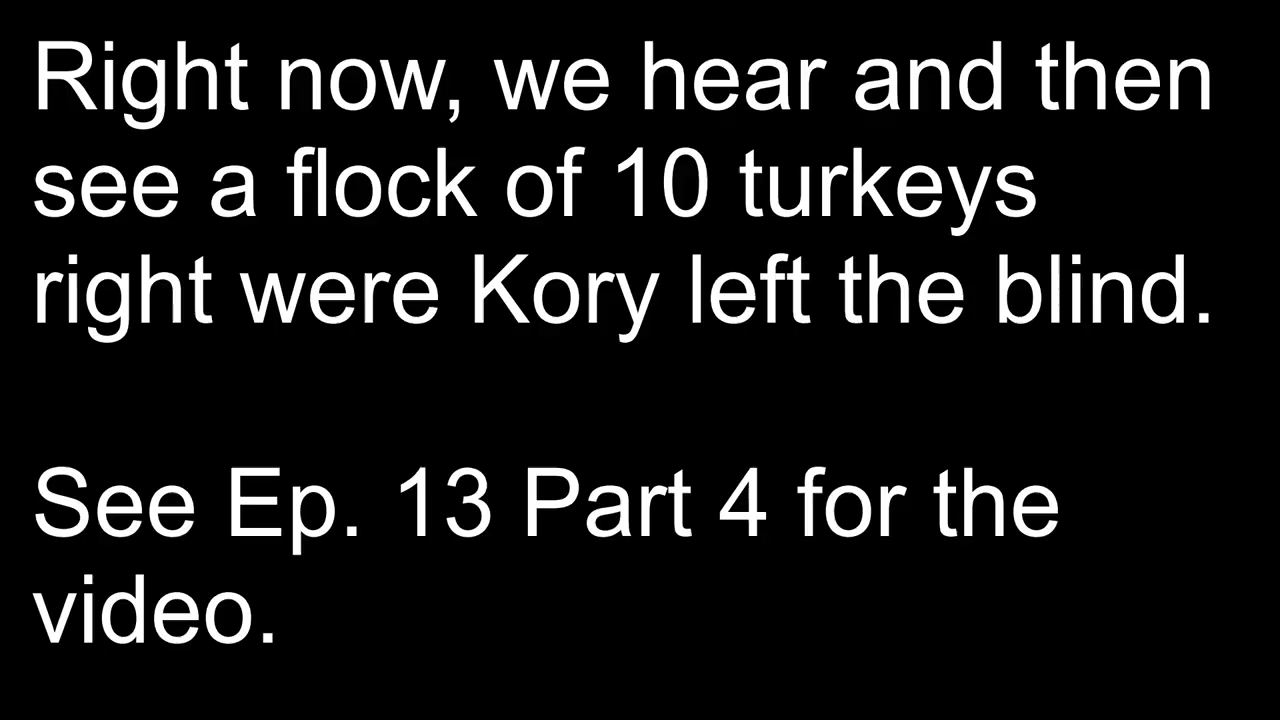 Right now, we hear and then
see a flock of 10 turkeys
right were Kory left the blind.
See Ep. 13 Part 4 for the
video.